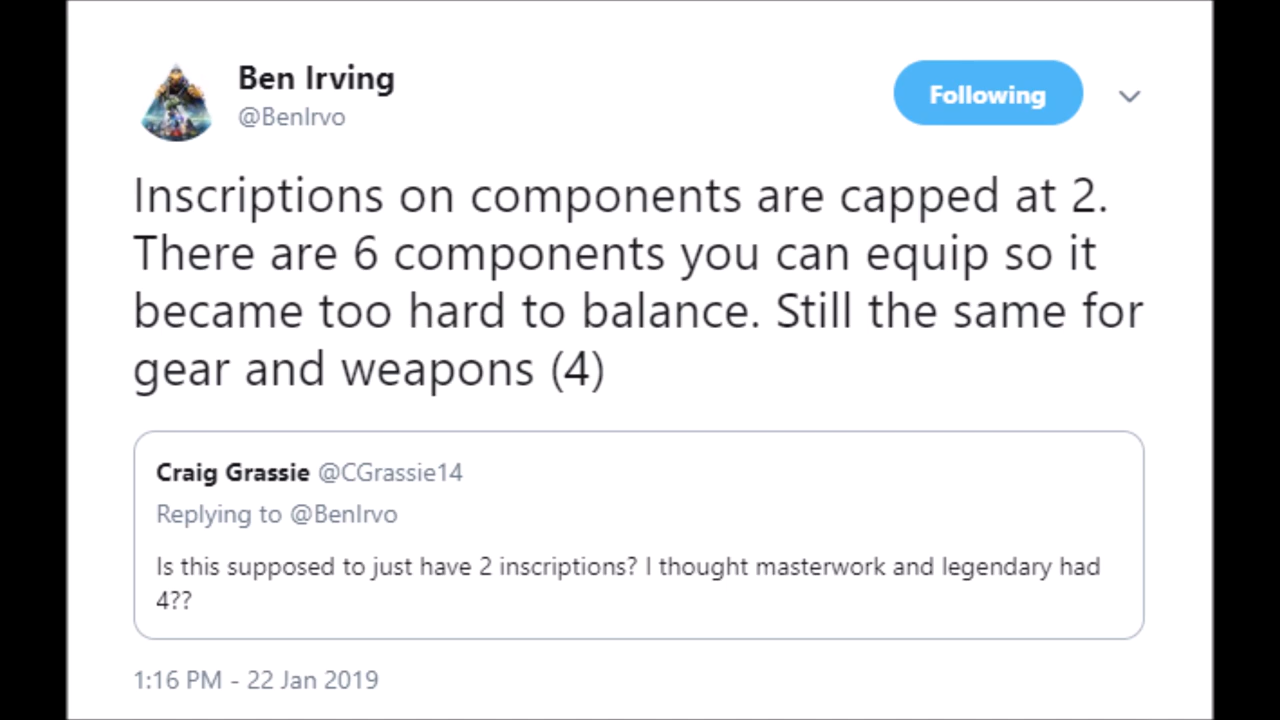 Ben Irving
@BenIrvo
Following
Inscriptions on components are capped at 2.
There are 6 components you can equip so it
became too hard to balance. Still the same for
gear and weapons (4)
Craig Grassie @CGrassie14
Replying to @BenIrvo
Is this supposed to just have 2 inscriptions? I thought masterwork and legendary had
4??
1:16 PM - 22 Jan 2019